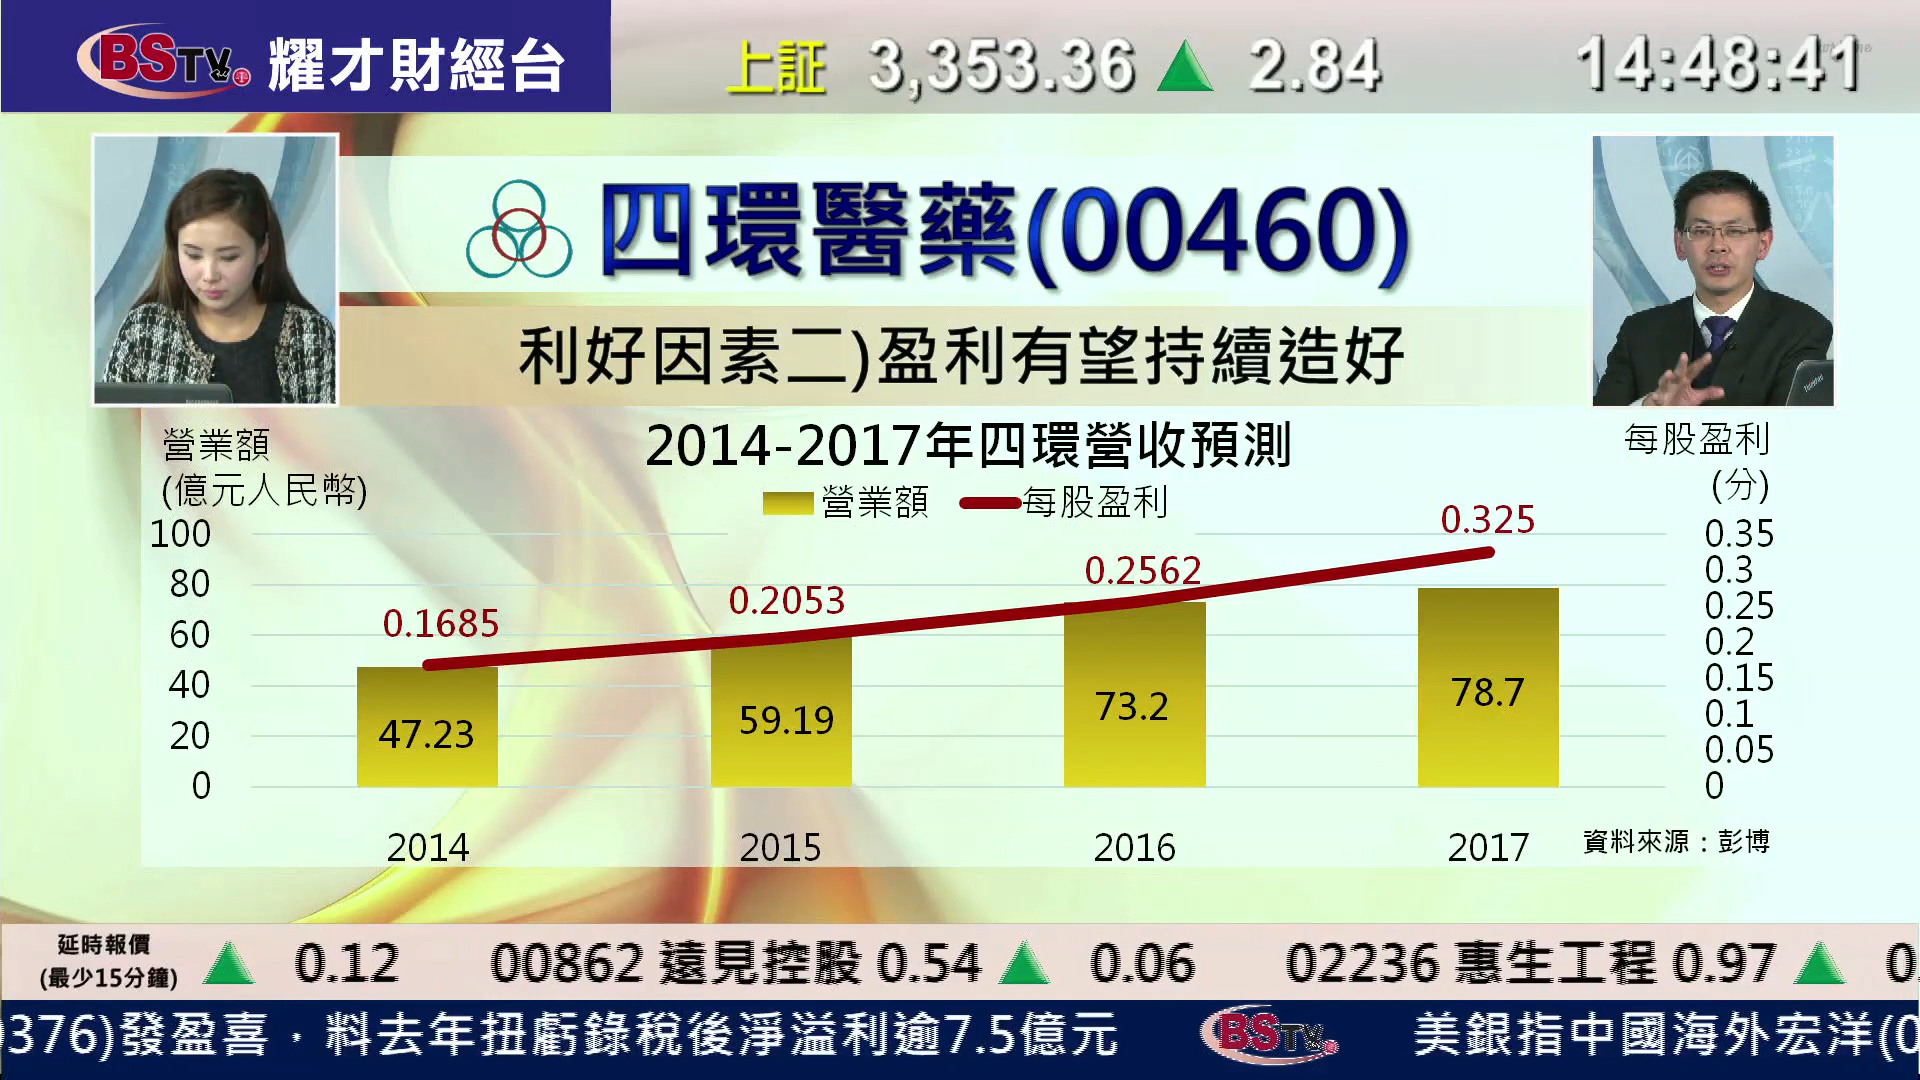 BSTV 耀才財經台
上証 3,353.36 ▲ 2.84 14:48:41
四環醫藥(00460)
利好因素二)盈利有望持續造好
2014-2017年四環營收預測
營業額
(億元人民幣)
每股盈利
(分)
營業額 每股盈利
100
80
60
40
20
0
0.35
0.3
0.25
0.2
0.15
0.1
0.05
0
0.1685
0.2053
0.2562
0.325
47.23
59.19
73.2
78.7
2014 2015 2016 2017
資料來源：彭博
延時報價
(最少15分鐘)
▲ 0.12 00862 遠見控股 0.54 ▲ 0.06 02236 惠生工程 0.97 ▲ 0
0376)發盈喜，料去年扭虧錄稅後淨溢利逾7.5億元 BSTV 美銀指中國海外宏洋(0